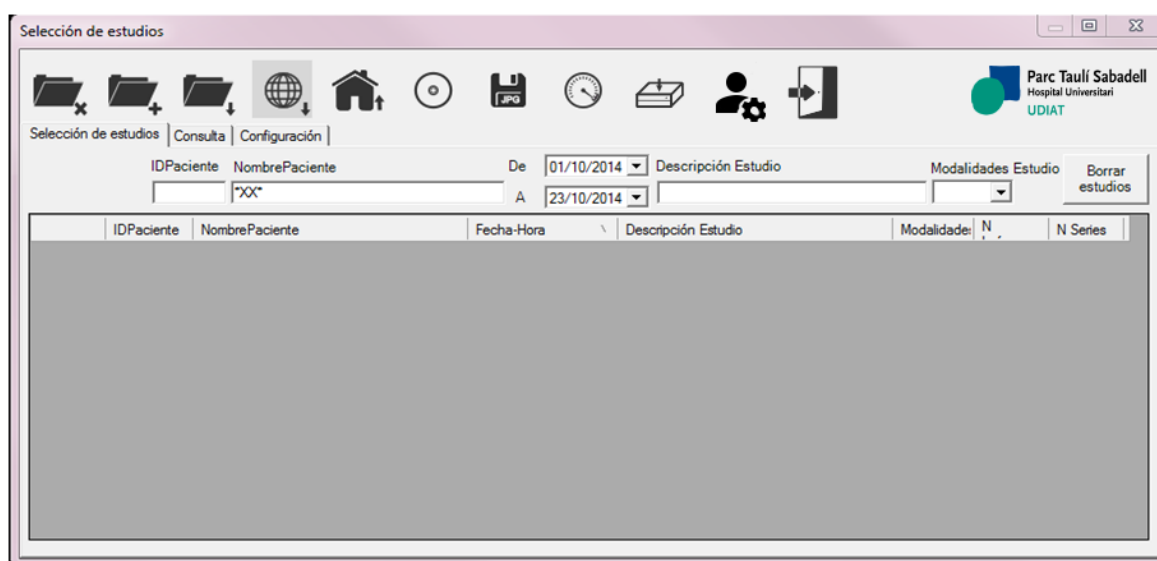 Selección de estudios
JPG
Parc Taulí Sabadell
Hospital Universitari
UDIAT
Selección de estudios Consulta Configuración
IDPaciente NombrePaciente De 01/10/2014 Descripción Estudio Modalidades Estudio Borrar estudios
"XX" A 23/10/2014
IDPaciente NombrePaciente Fecha-Hora Descripción Estudio Modalidade N N Series